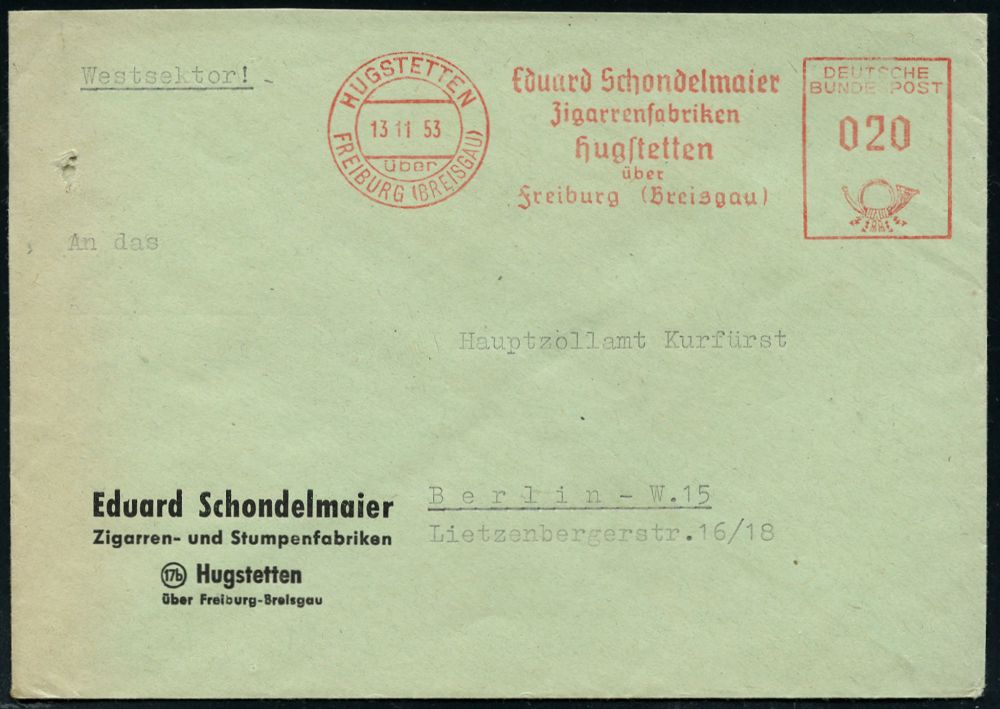 Westsektor!
HUGSTETTEN
13 11 53
über
FREIBURG (BREISGAU)
Eduard Schondelmaier
Zigarrenfabriken
Hugstetten
über
Freiburg (Breisgau)
DEUTSCHE
BUNDESPOST
020
An das
Hauptzollamt Kurfürst
Berlin-W.15
Lietzenbergerstr.16/18
Eduard Schondelmaier
Zigarren- und Stumpenfabriken
17b Hugstetten
über Freiburg-Breisgau